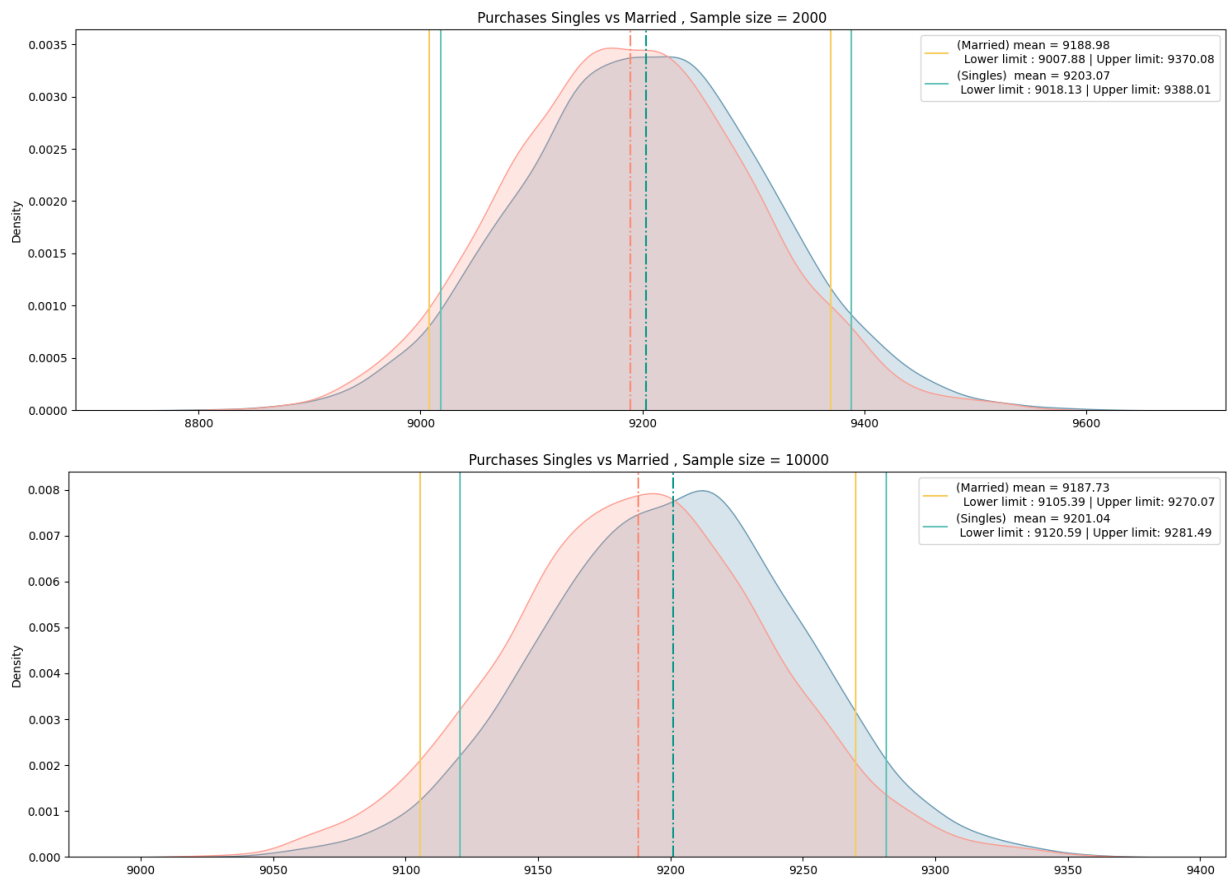 Purchases Singles vs Married , Sample size = 2000
(Married) mean = 9188.98
Lower limit : 9007.88 | Upper limit: 9370.08
(Singles)  mean = 9203.07
Lower limit : 9018.13 | Upper limit: 9388.01
Density
0.0035
0.0030
0.0025
0.0020
0.0015
0.0010
0.0005
0.0000
8800 9000 9200 9400 9600
Purchases Singles vs Married , Sample size = 10000
(Married) mean = 9187.73
Lower limit : 9105.39 | Upper limit: 9270.07
(Singles)  mean = 9201.04
Lower limit : 9120.59 | Upper limit: 9281.49
Density
0.008
0.007
0.006
0.005
0.004
0.003
0.002
0.001
0.000
9000 9050 9100 9150 9200 9250 9300 9350 9400